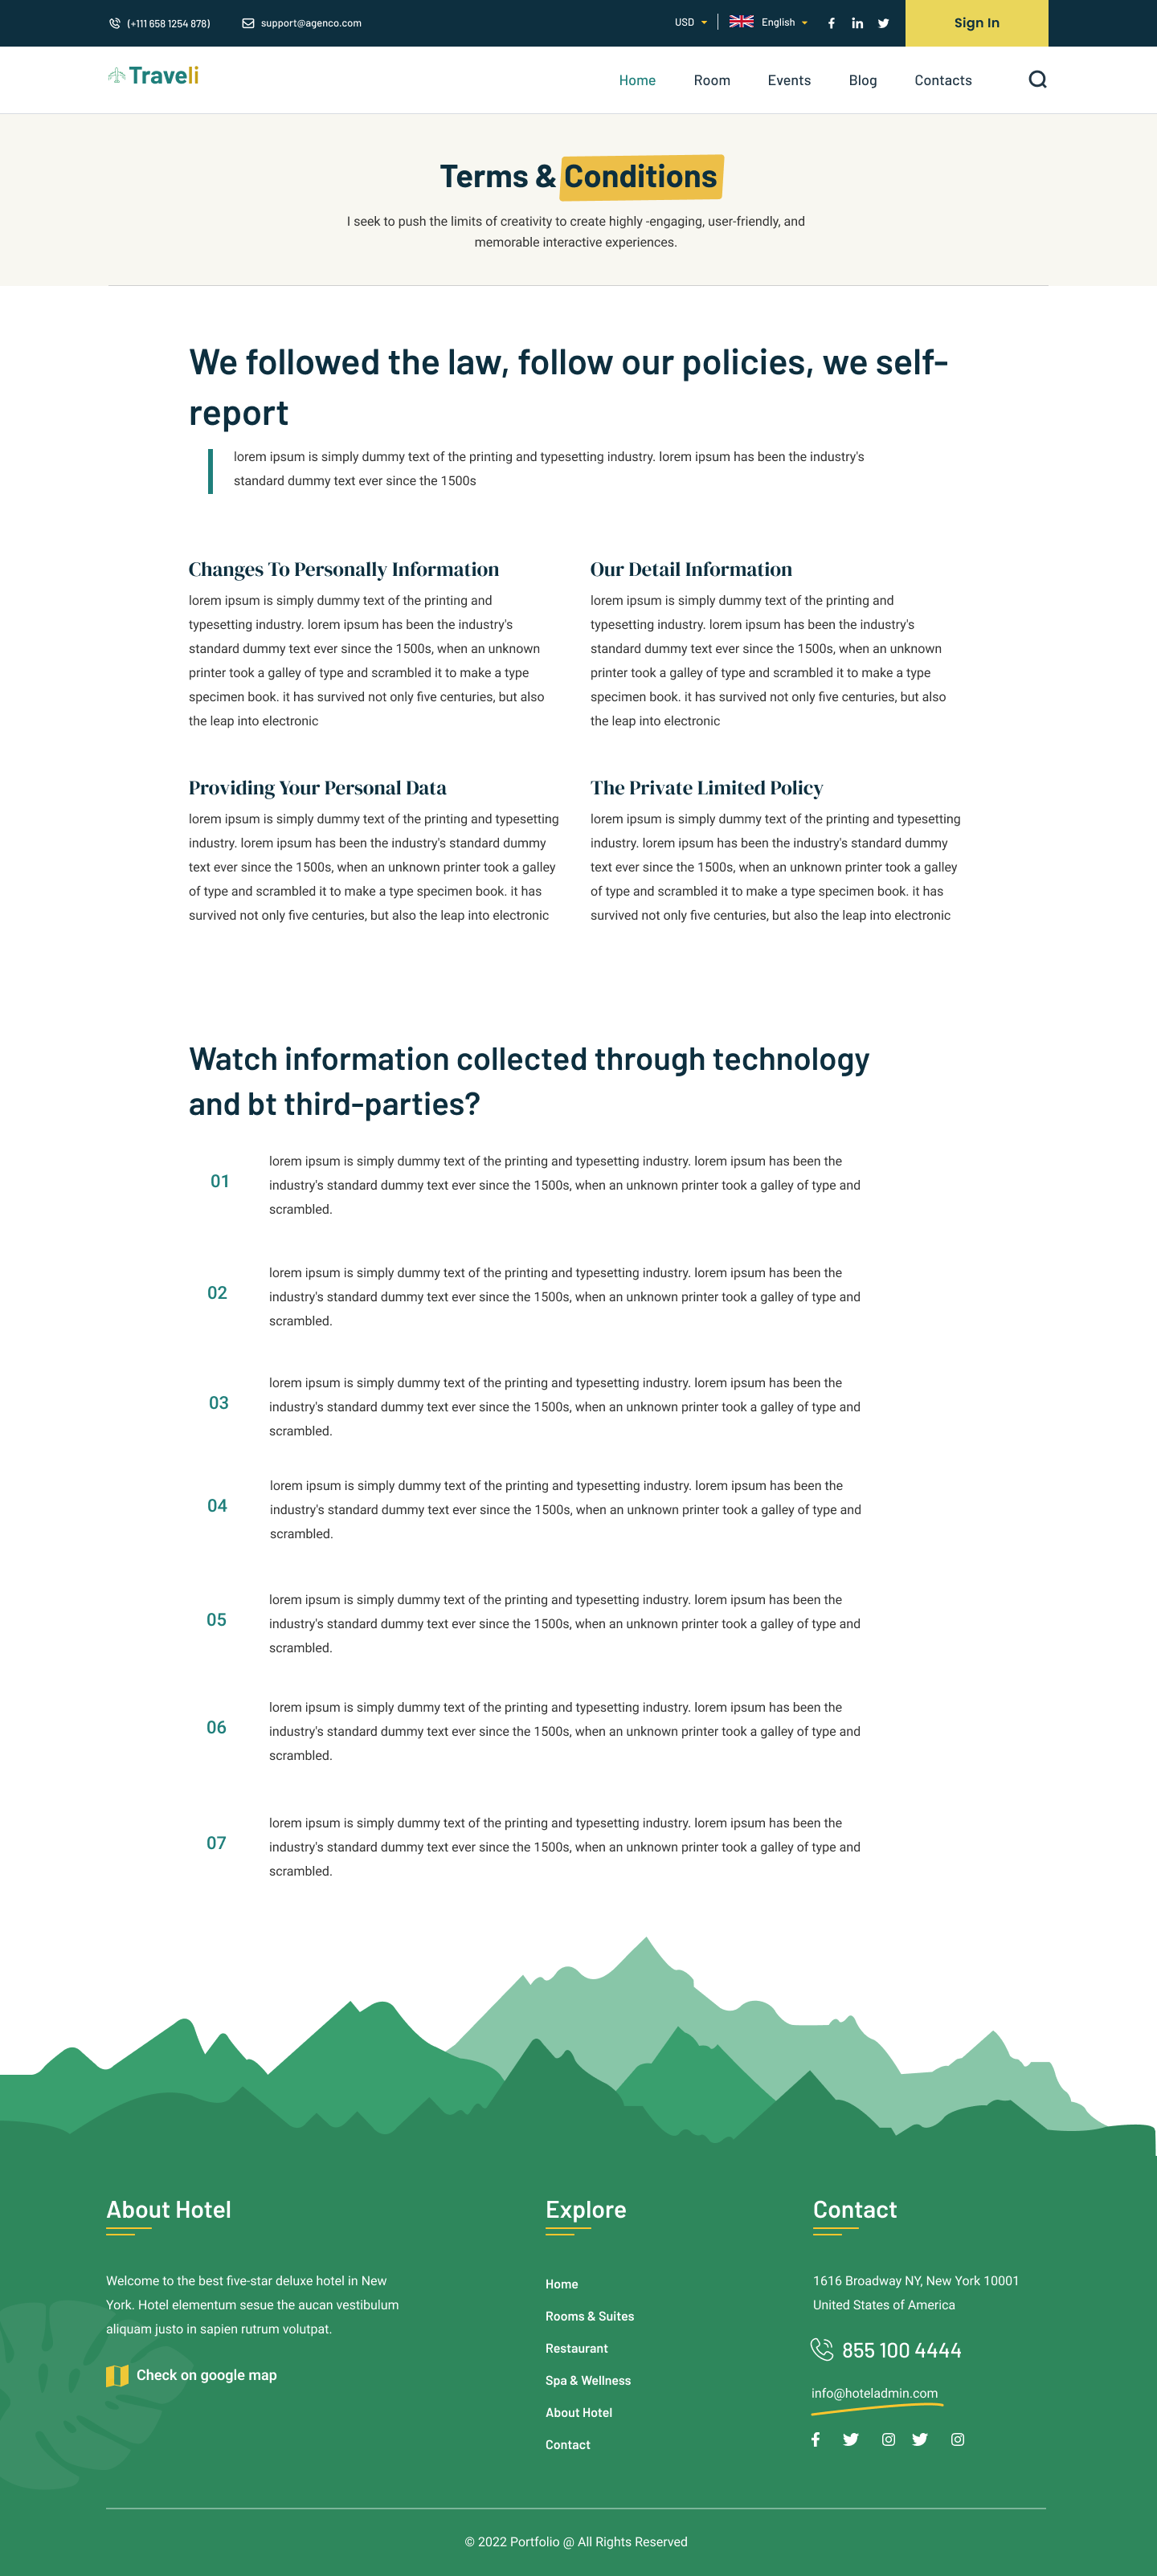 (+111 658 1254 878)
support@agenco.com
USD
English
Sign In
Traveli
Home
Room
Events
Blog
Contacts
Terms & Conditions
I seek to push the limits of creativity to create highly -engaging, user-friendly, and
memorable interactive experiences.
We followed the law, follow our policies, we self-
report
lorem ipsum is simply dummy text of the printing and typesetting industry. lorem ipsum has been the industry's
standard dummy text ever since the 1500s
Changes To Personally Information
lorem ipsum is simply dummy text of the printing and
typesetting industry. lorem ipsum has been the industry's
standard dummy text ever since the 1500s, when an unknown
printer took a galley of type and scrambled it to make a type
specimen book. it has survived not only five centuries, but also
the leap into electronic
Our Detail Information
lorem ipsum is simply dummy text of the printing and
typesetting industry. lorem ipsum has been the industry's
standard dummy text ever since the 1500s, when an unknown
printer took a galley of type and scrambled it to make a type
specimen book. it has survived not only five centuries, but also
the leap into electronic
Providing Your Personal Data
lorem ipsum is simply dummy text of the printing and typesetting
industry. lorem ipsum has been the industry's standard dummy
text ever since the 1500s, when an unknown printer took a galley
of type and scrambled it to make a type specimen book. it has
survived not only five centuries, but also the leap into electronic
The Private Limited Policy
lorem ipsum is simply dummy text of the printing and typesetting
industry. lorem ipsum has been the industry's standard dummy
text ever since the 1500s, when an unknown printer took a galley
of type and scrambled it to make a type specimen book. it has
survived not only five centuries, but also the leap into electronic
Watch information collected through technology
and bt third-parties?
01
lorem ipsum is simply dummy text of the printing and typesetting industry. lorem ipsum has been the
industry's standard dummy text ever since the 1500s, when an unknown printer took a galley of type and
scrambled.
02
lorem ipsum is simply dummy text of the printing and typesetting industry. lorem ipsum has been the
industry's standard dummy text ever since the 1500s, when an unknown printer took a galley of type and
scrambled.
03
lorem ipsum is simply dummy text of the printing and typesetting industry. lorem ipsum has been the
industry's standard dummy text ever since the 1500s, when an unknown printer took a galley of type and
scrambled.
04
lorem ipsum is simply dummy text of the printing and typesetting industry. lorem ipsum has been the
industry's standard dummy text ever since the 1500s, when an unknown printer took a galley of type and
scrambled.
05
lorem ipsum is simply dummy text of the printing and typesetting industry. lorem ipsum has been the
industry's standard dummy text ever since the 1500s, when an unknown printer took a galley of type and
scrambled.
06
lorem ipsum is simply dummy text of the printing and typesetting industry. lorem ipsum has been the
industry's standard dummy text ever since the 1500s, when an unknown printer took a galley of type and
scrambled.
07
lorem ipsum is simply dummy text of the printing and typesetting industry. lorem ipsum has been the
industry's standard dummy text ever since the 1500s, when an unknown printer took a galley of type and
scrambled.
About Hotel
Welcome to the best five-star deluxe hotel in New
York. Hotel elementum sesue the aucan vestibulum
aliquam justo in sapien rutrum volutpat.
Check on google map
Explore
Home
Rooms & Suites
Restaurant
Spa & Wellness
About Hotel
Contact
Contact
1616 Broadway NY, New York 10001
United States of America
855 100 4444
info@hoteladmin.com
© 2022 Portfolio @ All Rights Reserved